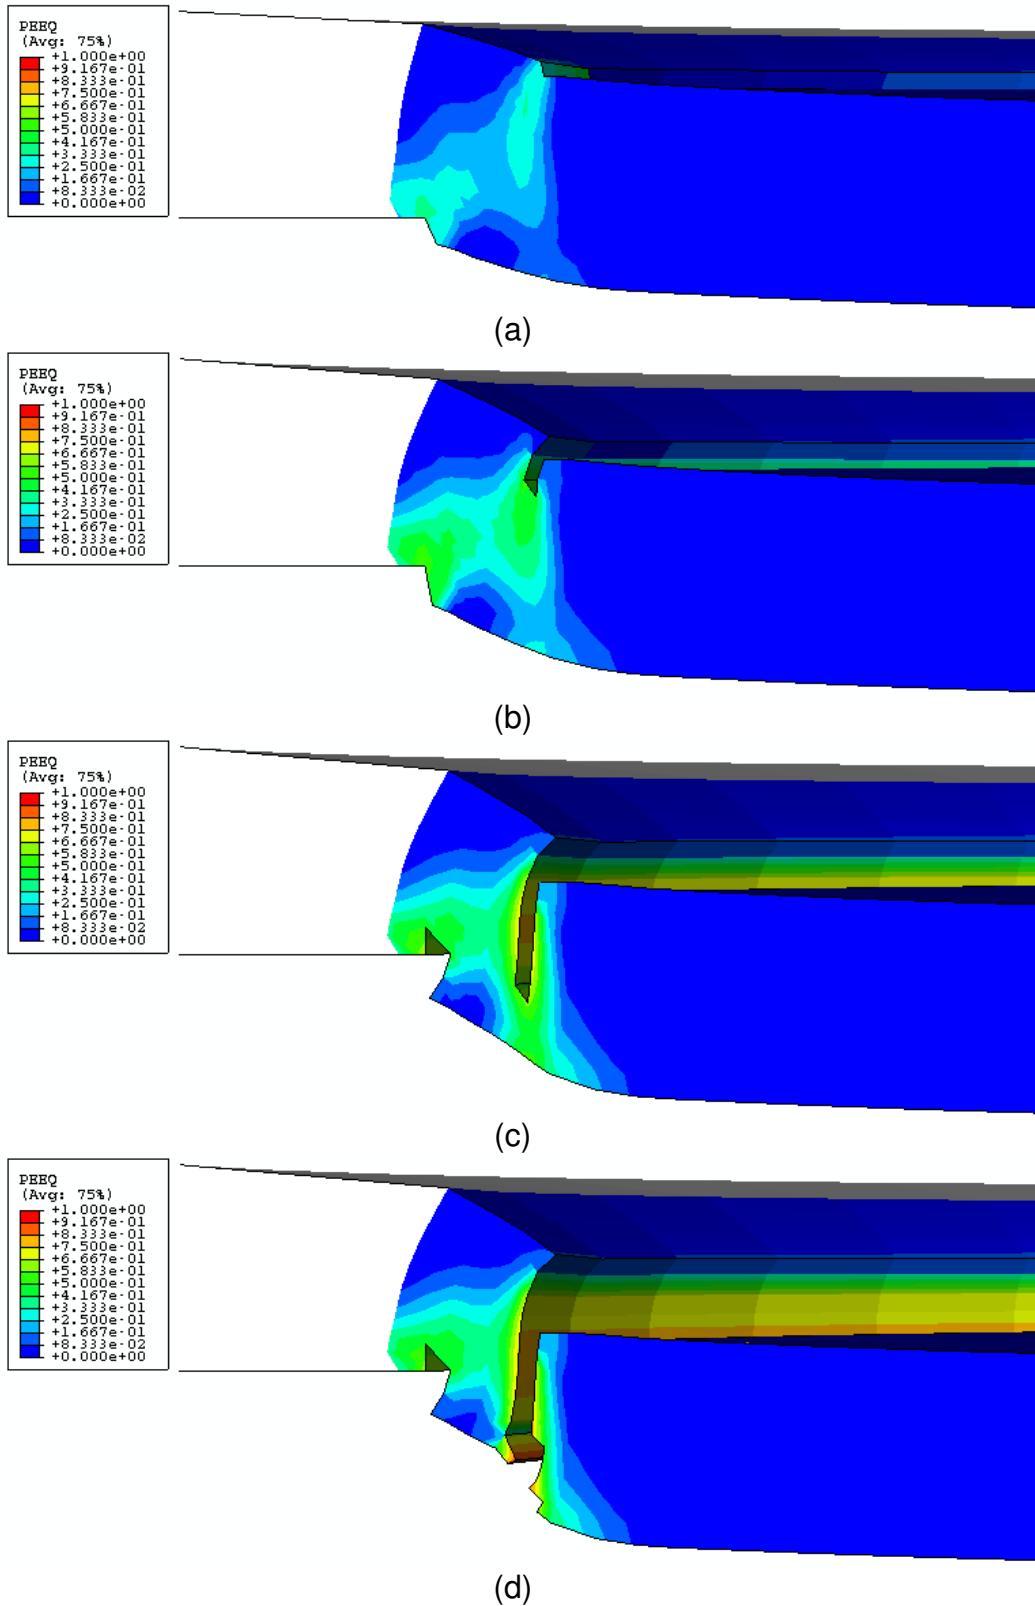 PEEQ
(Avg: 75%)
+1.000e+00
+9.167e-01
+8.333e-01
+7.500e-01
+6.667e-01
+5.833e-01
+5.000e-01
+4.167e-01
+3.333e-01
+2.500e-01
+1.667e-01
+8.333e-02
+0.000e+00
(a)
PEEQ
(Avg: 75%)
+1.000e+00
+9.167e-01
+8.333e-01
+7.500e-01
+6.667e-01
+5.833e-01
+5.000e-01
+4.167e-01
+3.333e-01
+2.500e-01
+1.667e-01
+8.333e-02
+0.000e+00
(b)
PEEQ
(Avg: 75%)
+1.000e+00
+9.167e-01
+8.333e-01
+7.500e-01
+6.667e-01
+5.833e-01
+5.000e-01
+4.167e-01
+3.333e-01
+2.500e-01
+1.667e-01
+8.333e-02
+0.000e+00
(c)
PEEQ
(Avg: 75%)
+1.000e+00
+9.167e-01
+8.333e-01
+7.500e-01
+6.667e-01
+5.833e-01
+5.000e-01
+4.167e-01
+3.333e-01
+2.500e-01
+1.667e-01
+8.333e-02
+0.000e+00
(d)